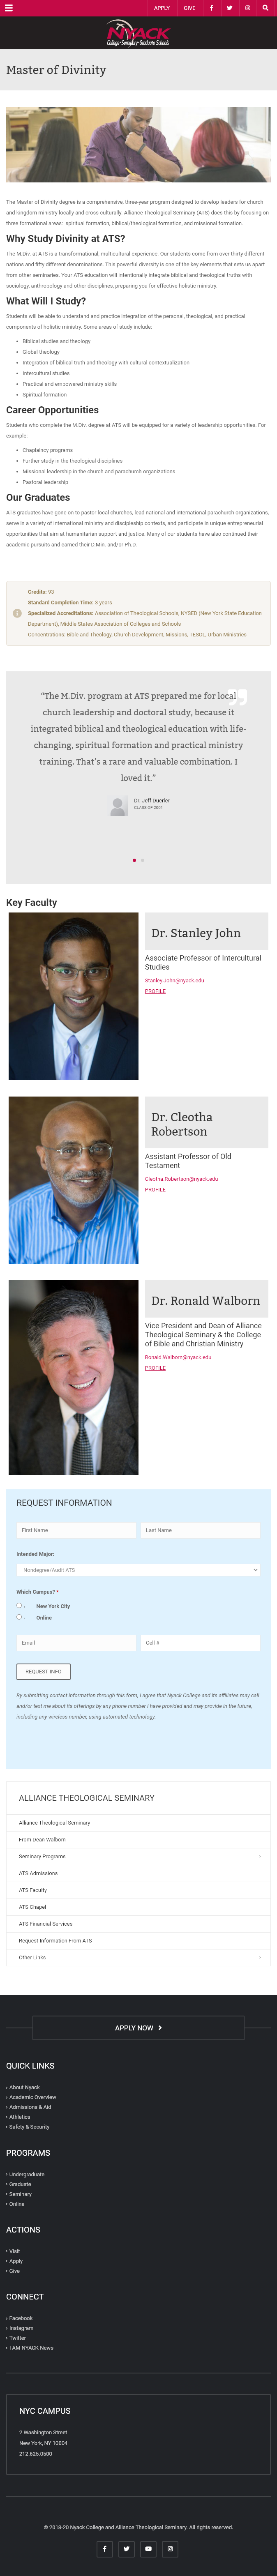 APPLY GIVE
NYACK
College • Seminary • Graduate Schools
Master of Divinity
The Master of Divinity degree is a comprehensive, three-year program designed to develop leaders for church
and kingdom ministry locally and cross-culturally. Alliance Theological Seminary (ATS) does this by focusing on
three formational areas: spiritual formation, biblical/theological formation, and missional formation.
Why Study Divinity at ATS?
The M.Div. at ATS is a transformational, multicultural experience. Our students come from over thirty different
nations and fifty different denominations. This powerful diversity is one of the key elements that sets us apart
from other seminaries. Your ATS education will intentionally integrate biblical and theological truths with
sociology, anthropology and other disciplines, preparing you for effective holistic ministry.
What Will I Study?
Students will be able to understand and practice integration of the personal, theological, and practical
components of holistic ministry. Some areas of study include:
Biblical studies and theology
Global theology
Integration of biblical truth and theology with cultural contextualization
Intercultural studies
Practical and empowered ministry skills
Spiritual formation
Career Opportunities
Students who complete the M.Div. degree at ATS will be equipped for a variety of leadership opportunities. For
example:
Chaplaincy programs
Further study in the theological disciplines
Missional leadership in the church and parachurch organizations
Pastoral leadership
Our Graduates
ATS graduates have gone on to pastor local churches, lead national and international parachurch organizations,
serve in a variety of international ministry and discipleship contexts, and participate in unique entrepreneurial
opportunities that aim at humanitarian support and justice. Many of our students have also continued their
academic pursuits and earned their D.Min. and/or Ph.D.
Credits: 93
Standard Completion Time: 3 years
Specialized Accreditations: Association of Theological Schools, NYSED (New York State Education
Department), Middle States Association of Colleges and Schools
Concentrations: Bible and Theology, Church Development, Missions, TESOL, Urban Ministries
"The M.Div. program at ATS prepared me for local
church leadership and doctoral study, because it
integrated biblical and theological education with life-
changing, spiritual formation and practical ministry
training. That's a rare and valuable combination. I
loved it."
Dr. Jeff Duerler
CLASS OF 2001
Key Faculty
Dr. Stanley John
Associate Professor of Intercultural
Studies
Stanley.John@nyack.edu
PROFILE
Dr. Cleotha
Robertson
Assistant Professor of Old
Testament
Cleotha.Robertson@nyack.edu
PROFILE
Dr. Ronald Walborn
Vice President and Dean of Alliance
Theological Seminary & the College
of Bible and Christian Ministry
Ronald.Walborn@nyack.edu
PROFILE
REQUEST INFORMATION
First Name Last Name
Intended Major:
Nondegree/Audit ATS
Which Campus? *
New York City
Online
Email Cell #
REQUEST INFO
By submitting contact information through this form, I agree that Nyack College and its affiliates may call
and/or text me about its offerings by any phone number I have provided and may provide in the future,
including any wireless number, using automated technology.
ALLIANCE THEOLOGICAL SEMINARY
Alliance Theological Seminary
From Dean Walborn
Seminary Programs
ATS Admissions
ATS Faculty
ATS Chapel
ATS Financial Services
Request Information From ATS
Other Links
APPLY NOW
QUICK LINKS
About Nyack
Academic Overview
Admissions & Aid
Athletics
Safety & Security
PROGRAMS
Undergraduate
Graduate
Seminary
Online
ACTIONS
Visit
Apply
Give
CONNECT
Facebook
Instagram
Twitter
I AM NYACK News
NYC CAMPUS
2 Washington Street
New York, NY 10004
212.625.0500
© 2018-20 Nyack College and Alliance Theological Seminary. All rights reserved.